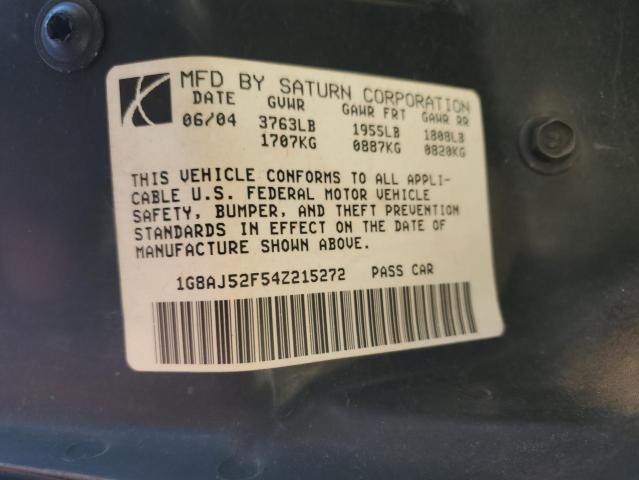 MFD BY SATURN CORPORATION
DATE GVWR GAWR FRT GAWR RR
06/04 3763LB 1955LB 1808LB
1707KG 0887KG 0820KG
THIS VEHICLE CONFORMS TO ALL APPLI-
CABLE U.S. FEDERAL MOTOR VEHICLE
SAFETY, BUMPER, AND THEFT PREVENTION
STANDARDS IN EFFECT ON THE DATE OF
MANUFACTURE SHOWN ABOVE.
1G8AJ52F54Z215272 PASS CAR